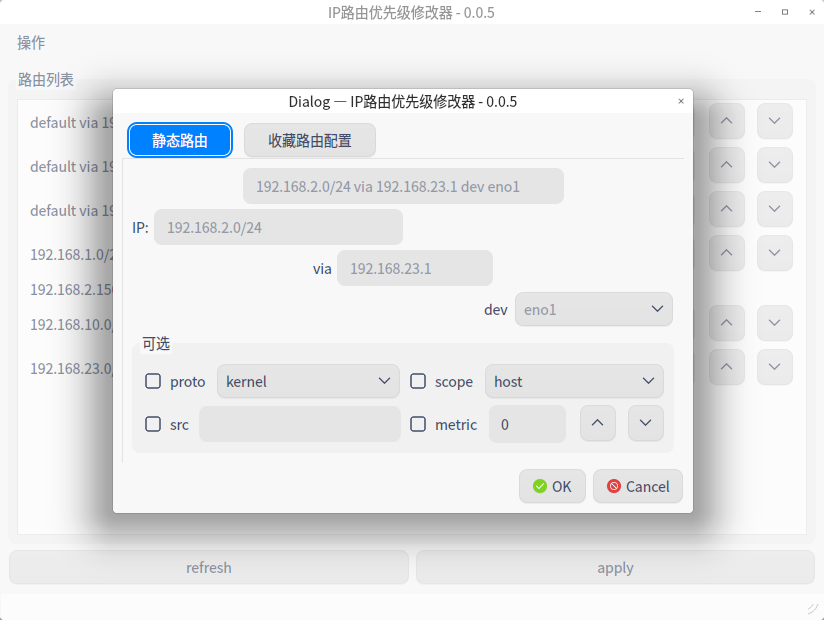 IP路由优先级修改器 - 0.0.5
操作
路由列表
Dialog — IP路由优先级修改器 - 0.0.5
静态路由 收藏路由配置
192.168.2.0/24 via 192.168.23.1 dev eno1
IP: 192.168.2.0/24
via 192.168.23.1
dev eno1
可选
proto kernel scope host
src metric 0
OK Cancel
default via
default via
default via
192.168.1.0/
192.168.2.15
192.168.10.0/
192.168.23.0/
refresh apply